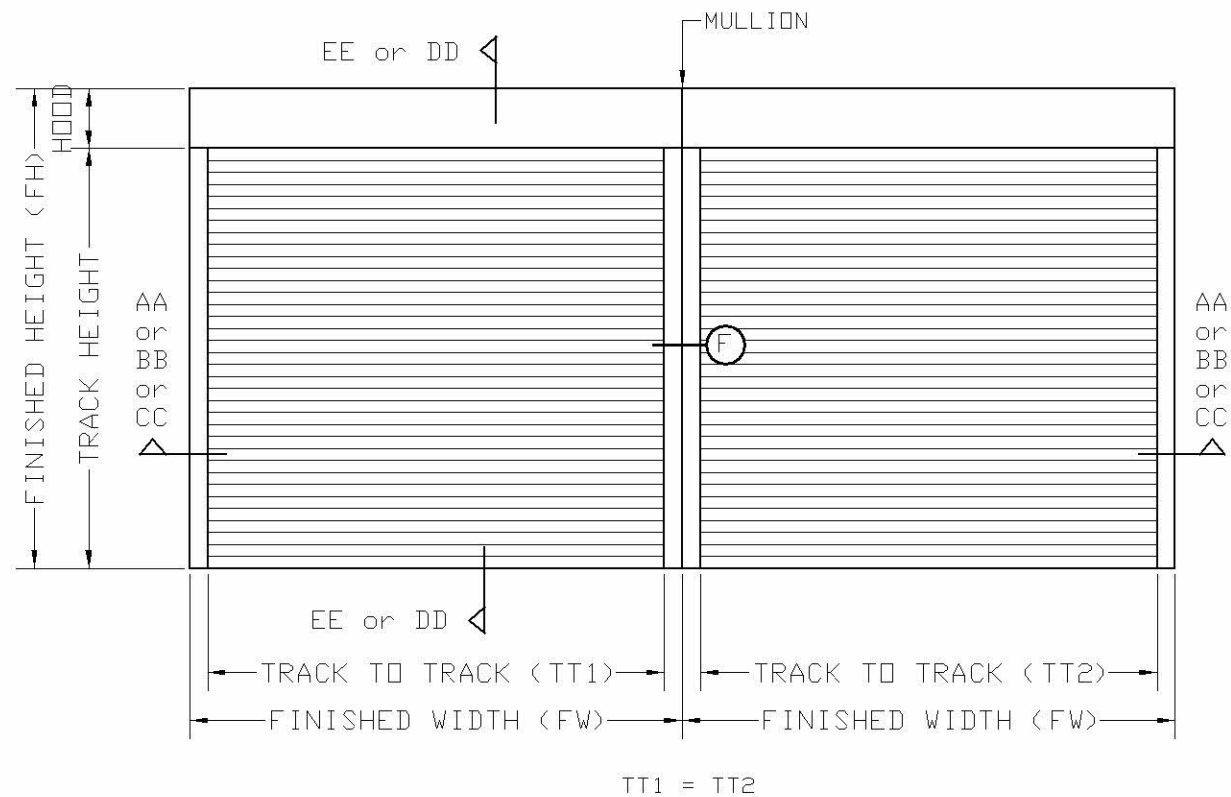 MULLION
EE or DD
HOOD
FINISHED HEIGHT (FH)
TRACK HEIGHT
AA
or
BB
or
CC
F
AA
or
BB
or
CC
EE or DD
TRACK TO TRACK (TT1)
TRACK TO TRACK (TT2)
FINISHED WIDTH (FW)
FINISHED WIDTH (FW)
TT1 = TT2